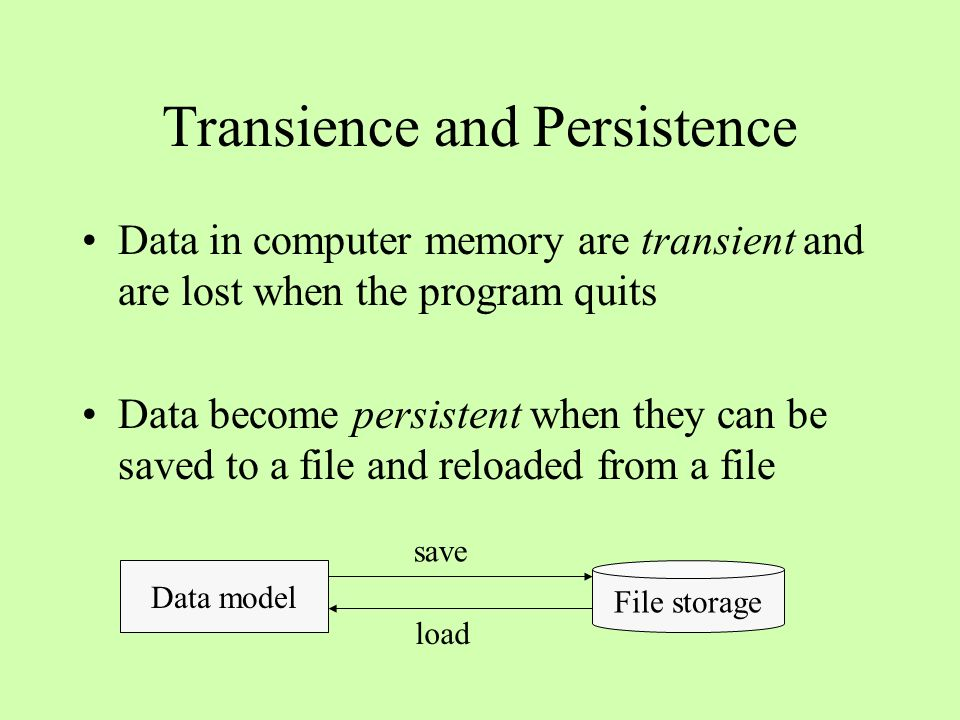 Transience and Persistence
• Data in computer memory are transient and
are lost when the program quits
• Data become persistent when they can be
saved to a file and reloaded from a file
save
Data model
File storage
load